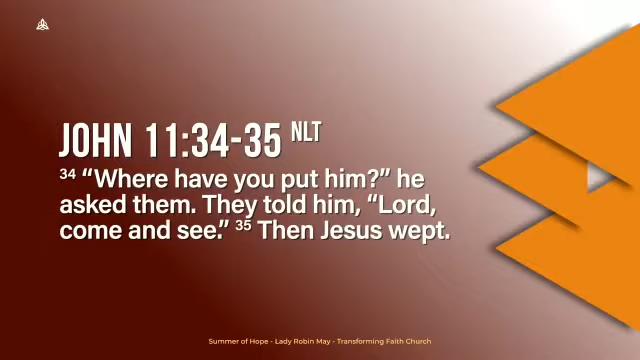 JOHN 11:34-35 NLT
³⁴ “Where have you put him?” he
asked them. They told him, “Lord,
come and see.” ³⁵ Then Jesus wept.
Summer of Hope - Lady Robin May - Transforming Faith Church